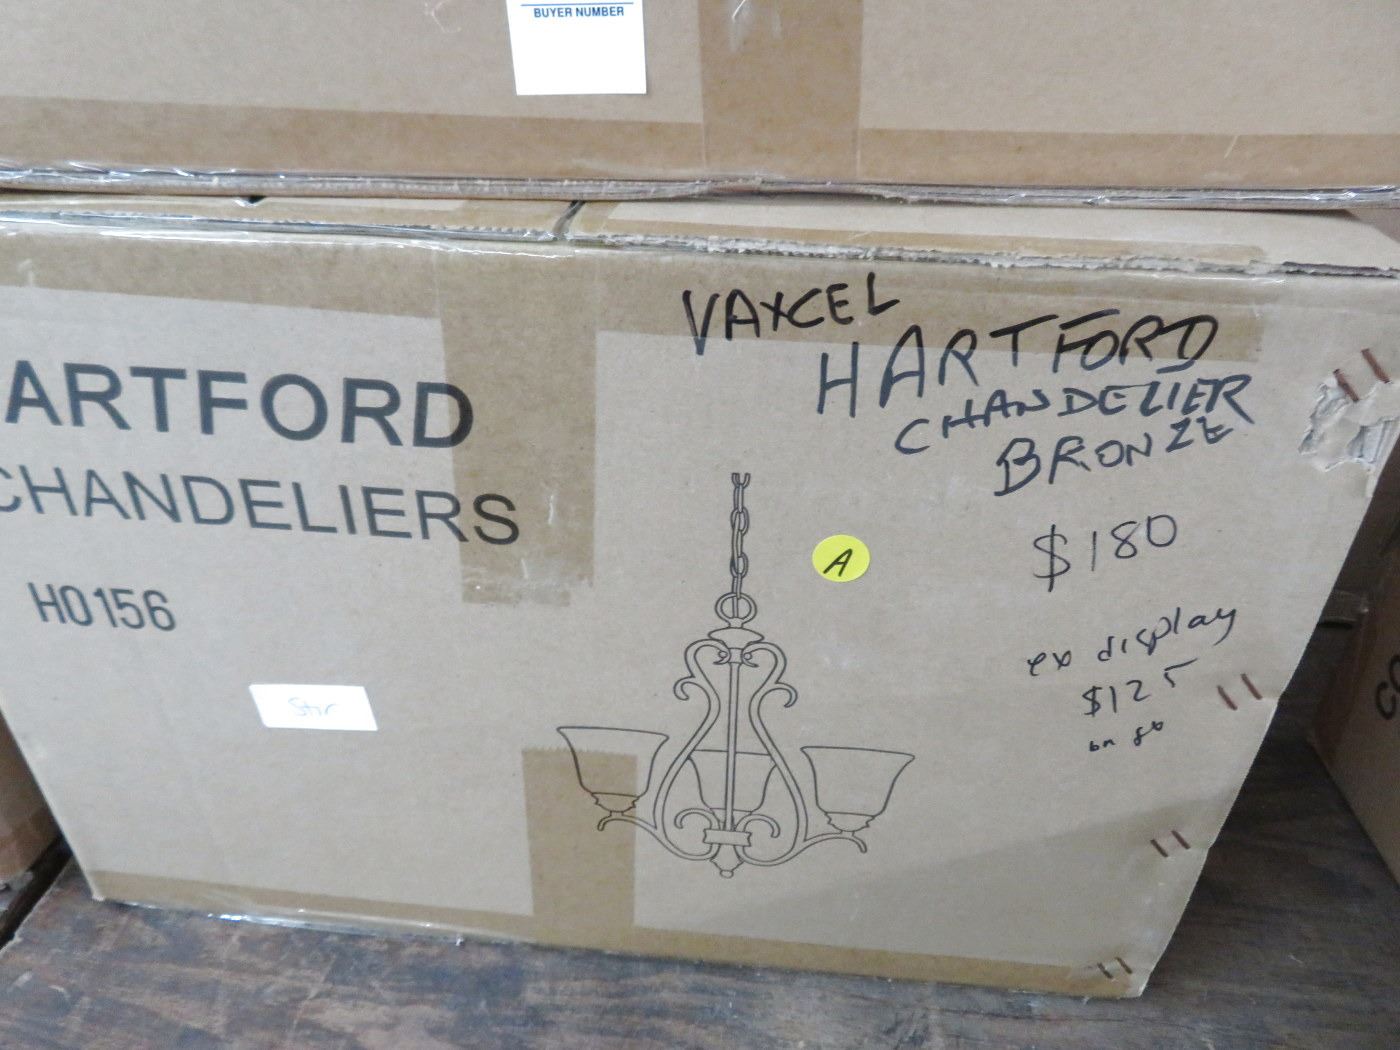 BUYER NUMBER
ARTFORD
CHANDELIERS
H0156
VAXCEL
HARTFORD
CHANDELIER
BRONZE
$180
A
ex display
$125